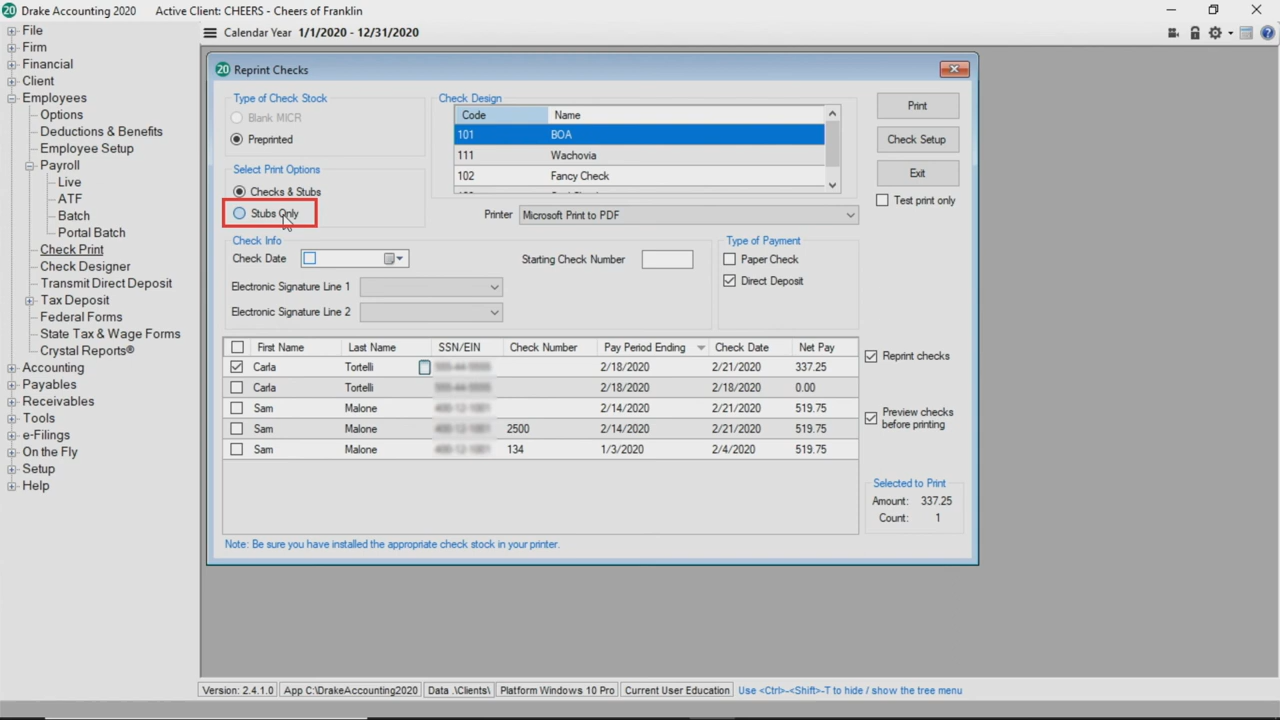 20 Drake Accounting 2020 Active Client: CHEERS - Cheers of Franklin
File
Firm
Financial
Client
Employees
Options
Deductions & Benefits
Employee Setup
Payroll
Live
ATF
Batch
Portal Batch
Check Print
Check Designer
Transmit Direct Deposit
Tax Deposit
Federal Forms
State Tax & Wage Forms
Crystal Reports®
Accounting
Payables
Receivables
Tools
e-Filings
On the Fly
Setup
Help
Calendar Year 1/1/2020 - 12/31/2020
20 Reprint Checks
Type of Check Stock
Blank MICR
Preprinted
Select Print Options
Checks & Stubs
Stubs Only
Check Design
Code Name
101 BOA
111 Wachovia
102 Fancy Check
Printer Microsoft Print to PDF
Print
Check Setup
Exit
Test print only
Check Info
Check Date
Starting Check Number
Electronic Signature Line 1
Electronic Signature Line 2
Type of Payment
Paper Check
Direct Deposit
First Name Last Name SSN/EIN Check Number Pay Period Ending Check Date Net Pay
Carla Tortelli 2/18/2020 2/21/2020 337.25
Carla Tortelli 2/18/2020 2/18/2020 0.00
Sam Malone 2/14/2020 2/21/2020 519.75
Sam Malone 2500 2/14/2020 2/21/2020 519.75
Sam Malone 134 1/3/2020 2/4/2020 519.75
Reprint checks
Preview checks
before printing
Selected to Print
Amount: 337.25
Count: 1
Note: Be sure you have installed the appropriate check stock in your printer.
Version: 2.4.1.0 App C:\DrakeAccounting2020 Data .\Clients\ Platform Windows 10 Pro Current User Education Use <Ctrl>-<Shift>-T to hide / show the tree menu